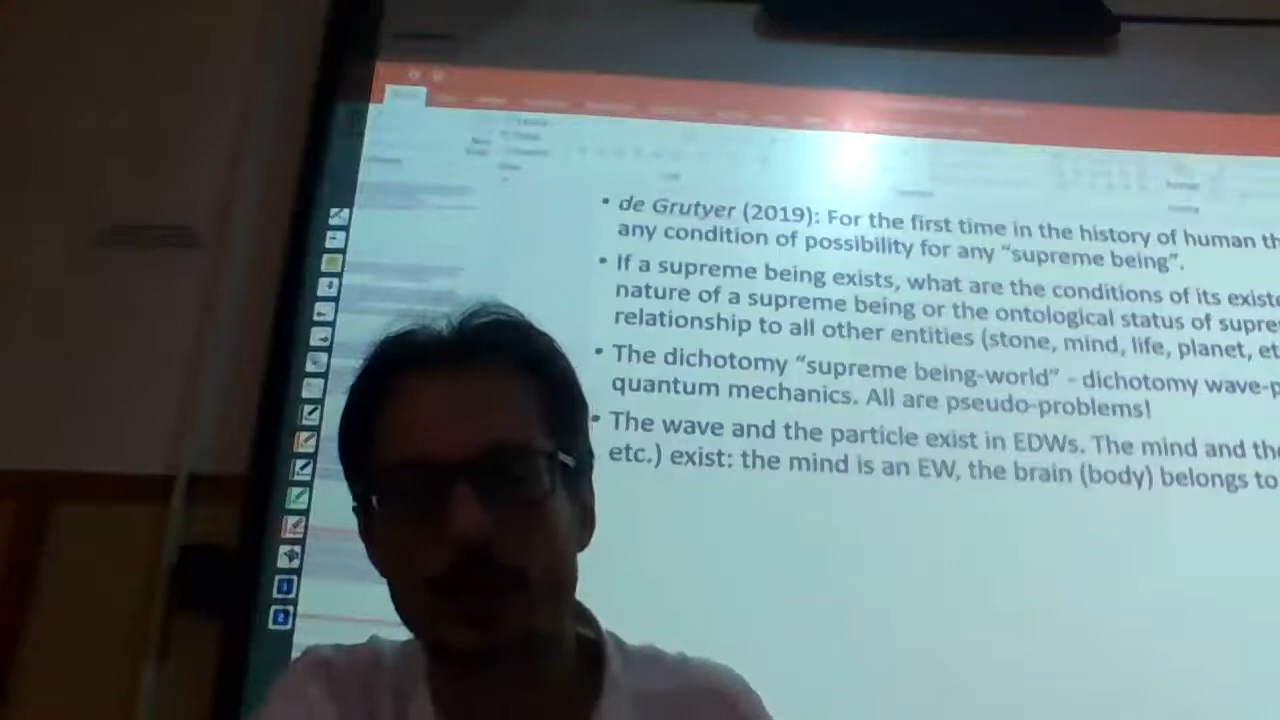 • de Grutyer (2019): For the first time in the history of human th
any condition of possibility for any “supreme being”.
• If a supreme being exists, what are the conditions of its existe
nature of a supreme being or the ontological status of supre
relationship to all other entities (stone, mind, life, planet, et
• The dichotomy “supreme being-world” - dichotomy wave-p
quantum mechanics. All are pseudo-problems!
• The wave and the particle exist in EDWs. The mind and the
etc.) exist: the mind is an EW, the brain (body) belongs to